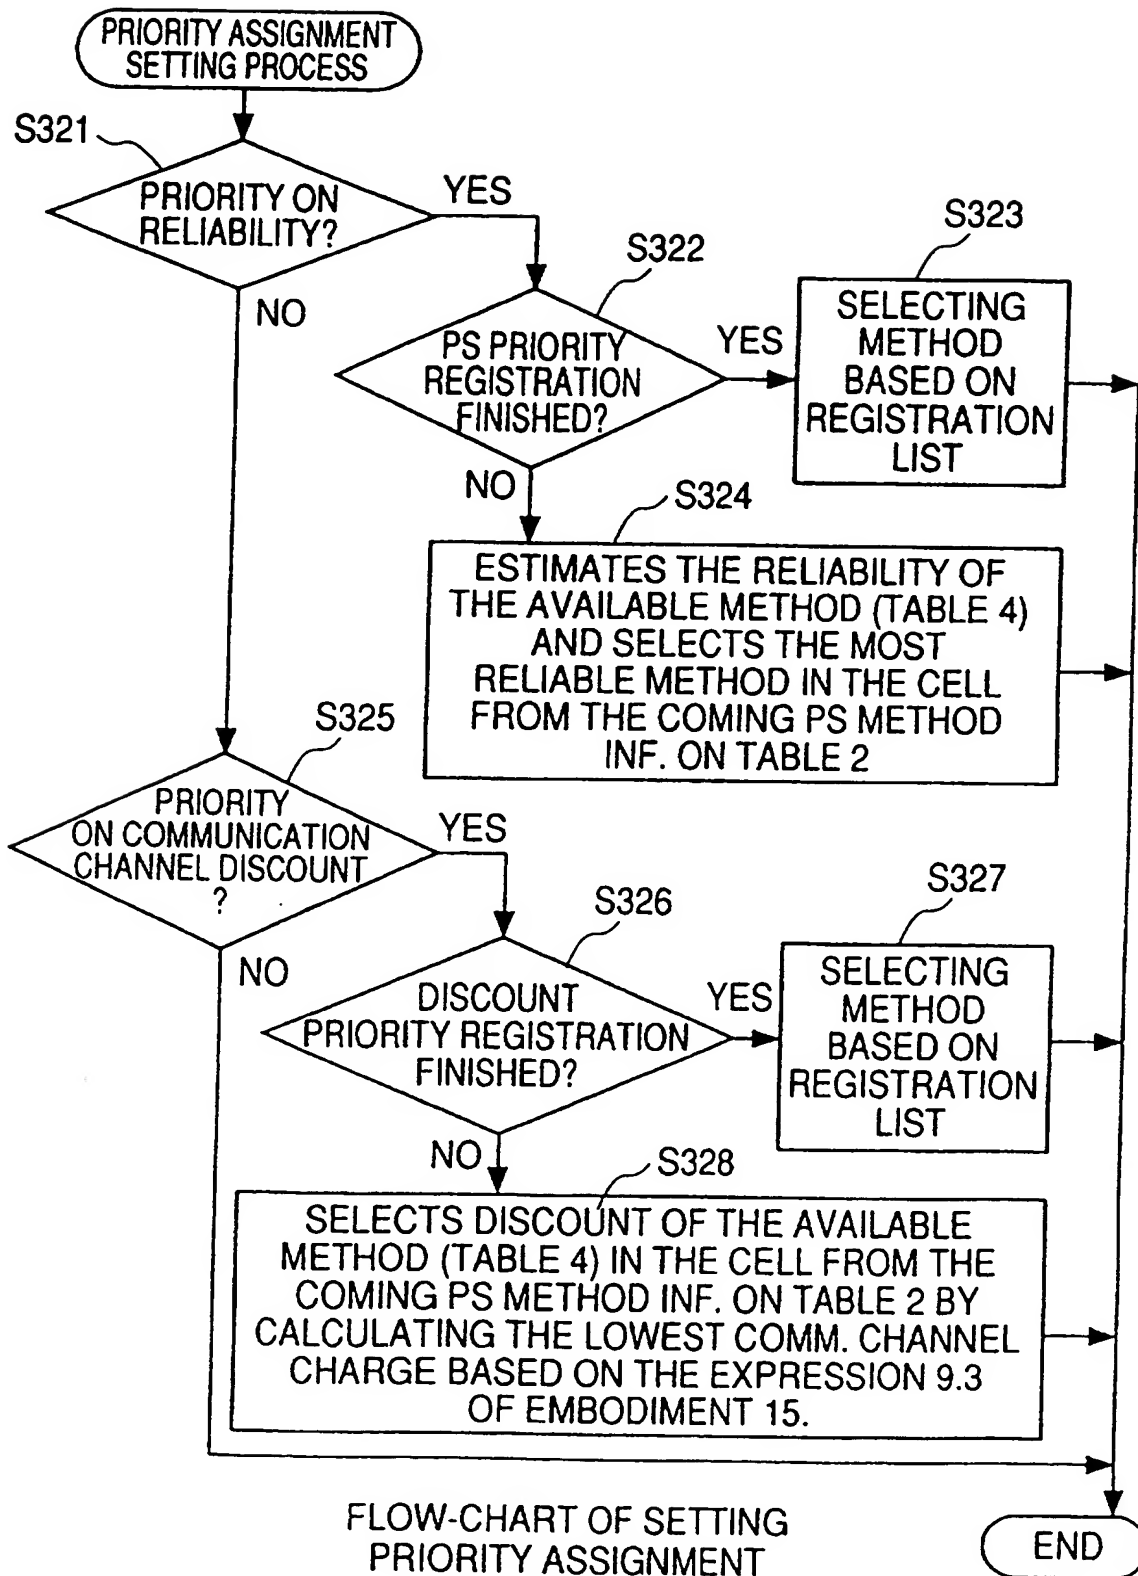 PRIORITY ASSIGNMENT
SETTING PROCESS
S321
PRIORITY ON
RELIABILITY?
YES
NO
S322
PS PRIORITY
REGISTRATION
FINISHED?
YES
NO
S323
SELECTING
METHOD
BASED ON
REGISTRATION
LIST
S324
ESTIMATES THE RELIABILITY OF
THE AVAILABLE METHOD (TABLE 4)
AND SELECTS THE MOST
RELIABLE METHOD IN THE CELL
FROM THE COMING PS METHOD
INF. ON TABLE 2
S325
PRIORITY
ON COMMUNICATION
CHANNEL DISCOUNT
?
YES
NO
S326
DISCOUNT
PRIORITY REGISTRATION
FINISHED?
YES
NO
S327
SELECTING
METHOD
BASED ON
REGISTRATION
LIST
S328
SELECTS DISCOUNT OF THE AVAILABLE
METHOD (TABLE 4) IN THE CELL FROM THE
COMING PS METHOD INF. ON TABLE 2 BY
CALCULATING THE LOWEST COMM. CHANNEL
CHARGE BASED ON THE EXPRESSION 9.3
OF EMBODIMENT 15.
FLOW-CHART OF SETTING
PRIORITY ASSIGNMENT
END